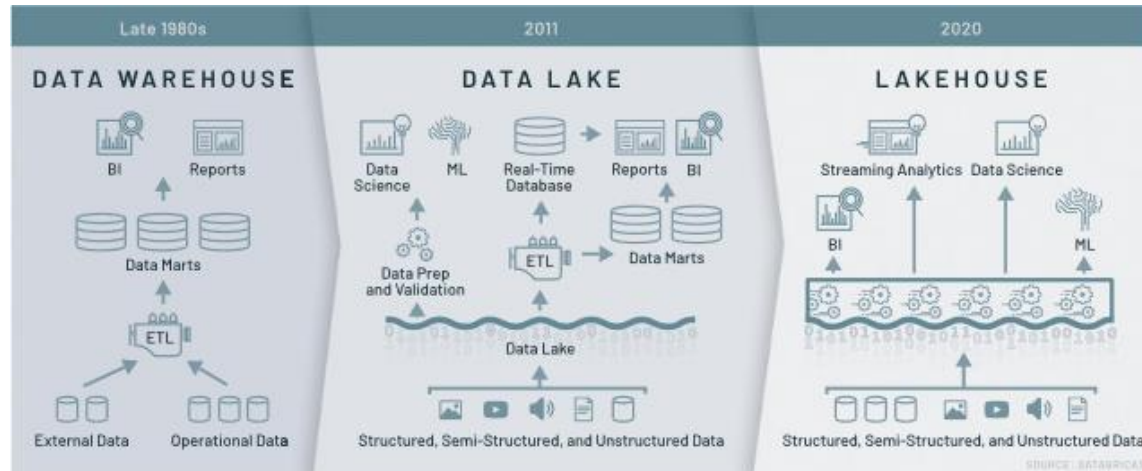 Late 1980s
2011
2020
DATA WAREHOUSE
DATA LAKE
LAKEHOUSE
BI
Reports
Data Marts
ETL
External Data
Operational Data
Data
Science
ML
Real-Time
Database
Reports
BI
Data Prep
and Validation
ETL
Data Marts
Data Lake
Structured, Semi-Structured, and Unstructured Data
Streaming Analytics
Data Science
BI
ML
Structured, Semi-Structured, and Unstructured Data
SOURCE: DATABRICKS